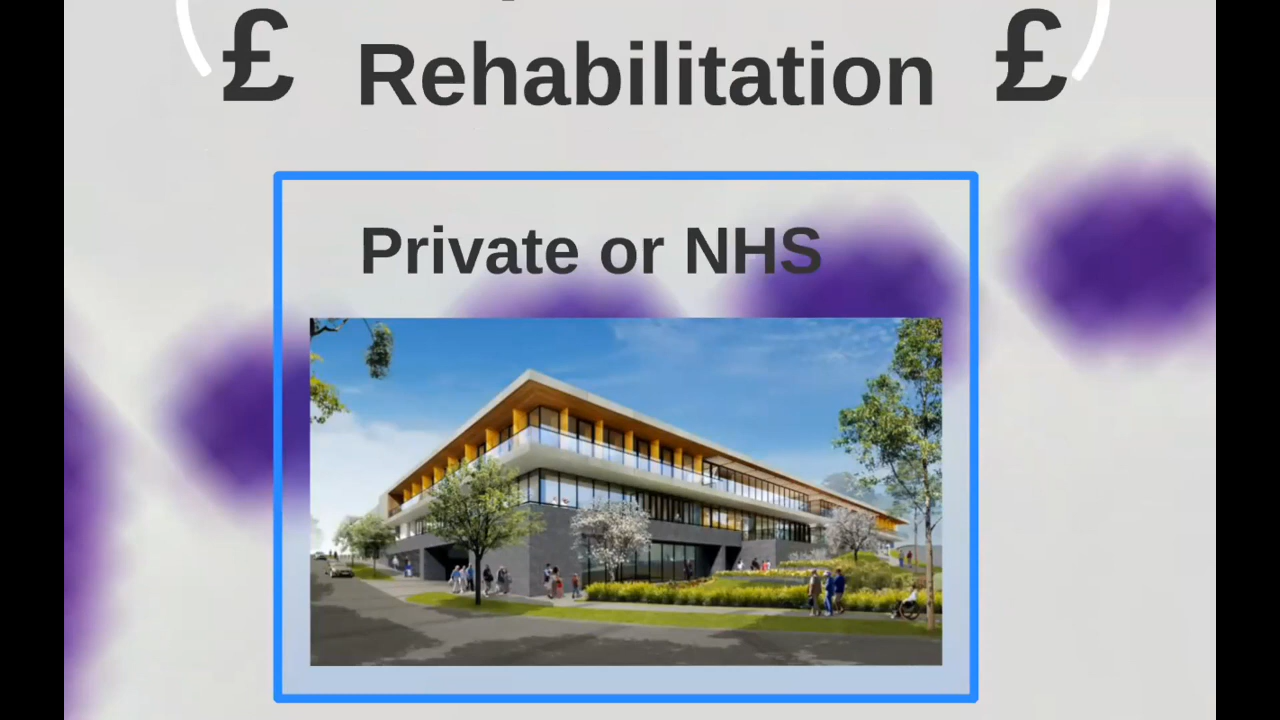 £ Rehabilitation £
Private or NHS